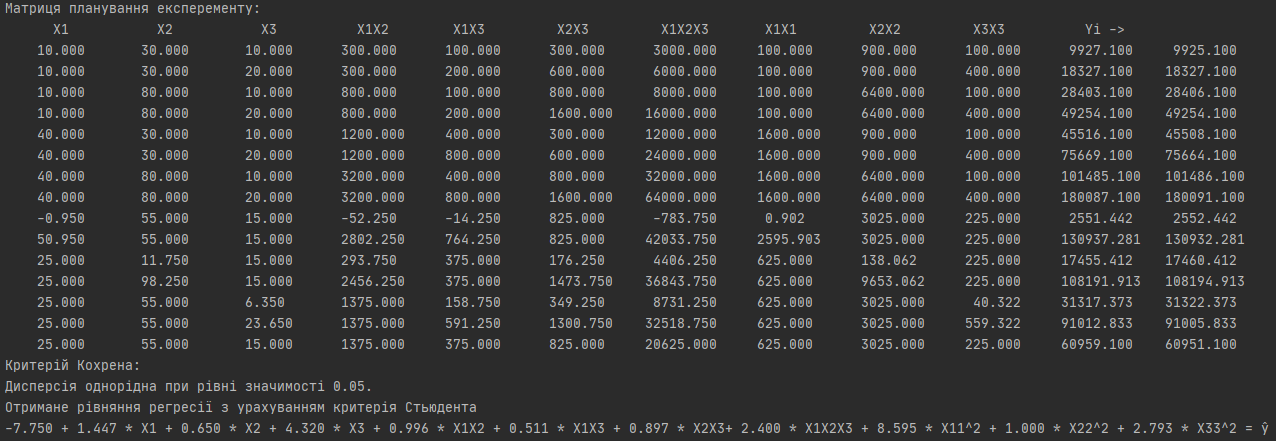 Матриця планування експеременту:
X1 X2 X3 X1X2 X1X3 X2X3 X1X2X3 X1X1 X2X2 X3X3 Yi ->
10.000 30.000 10.000 300.000 100.000 300.000 3000.000 100.000 900.000 100.000 9927.100 9925.100
10.000 30.000 20.000 300.000 200.000 600.000 6000.000 100.000 900.000 400.000 18327.100 18327.100
10.000 80.000 10.000 800.000 100.000 800.000 8000.000 100.000 6400.000 100.000 28403.100 28406.100
10.000 80.000 20.000 800.000 200.000 1600.000 16000.000 100.000 6400.000 400.000 49254.100 49254.100
40.000 30.000 10.000 1200.000 400.000 300.000 12000.000 1600.000 900.000 100.000 45516.100 45508.100
40.000 30.000 20.000 1200.000 800.000 600.000 24000.000 1600.000 900.000 400.000 75669.100 75664.100
40.000 80.000 10.000 3200.000 400.000 800.000 32000.000 1600.000 6400.000 100.000 101485.100 101486.100
40.000 80.000 20.000 3200.000 800.000 1600.000 64000.000 1600.000 6400.000 400.000 180087.100 180091.100
-0.950 55.000 15.000 -52.250 -14.250 825.000 -783.750 0.902 3025.000 225.000 2551.442 2552.442
50.950 55.000 15.000 2802.250 764.250 825.000 42033.750 2595.903 3025.000 225.000 130937.281 130932.281
25.000 11.750 15.000 293.750 375.000 176.250 4406.250 625.000 138.062 225.000 17455.412 17460.412
25.000 98.250 15.000 2456.250 375.000 1473.750 36843.750 625.000 9653.062 225.000 108191.913 108194.913
25.000 55.000 6.350 1375.000 158.750 349.250 8731.250 625.000 3025.000 40.322 31317.373 31322.373
25.000 55.000 23.650 1375.000 591.250 1300.750 32518.750 625.000 3025.000 559.322 91012.833 91005.833
25.000 55.000 15.000 1375.000 375.000 825.000 20625.000 625.000 3025.000 225.000 60959.100 60951.100
Критерій Кохрена:
Дисперсія однорідна при рівні значимості 0.05.
Отримане рівняння регресії з урахуванням критерія Стьюдента
-7.750 + 1.447 * X1 + 0.650 * X2 + 4.320 * X3 + 0.996 * X1X2 + 0.511 * X1X3 + 0.897 * X2X3+ 2.400 * X1X2X3 + 8.595 * X11^2 + 1.000 * X22^2 + 2.793 * X33^2 = ŷ